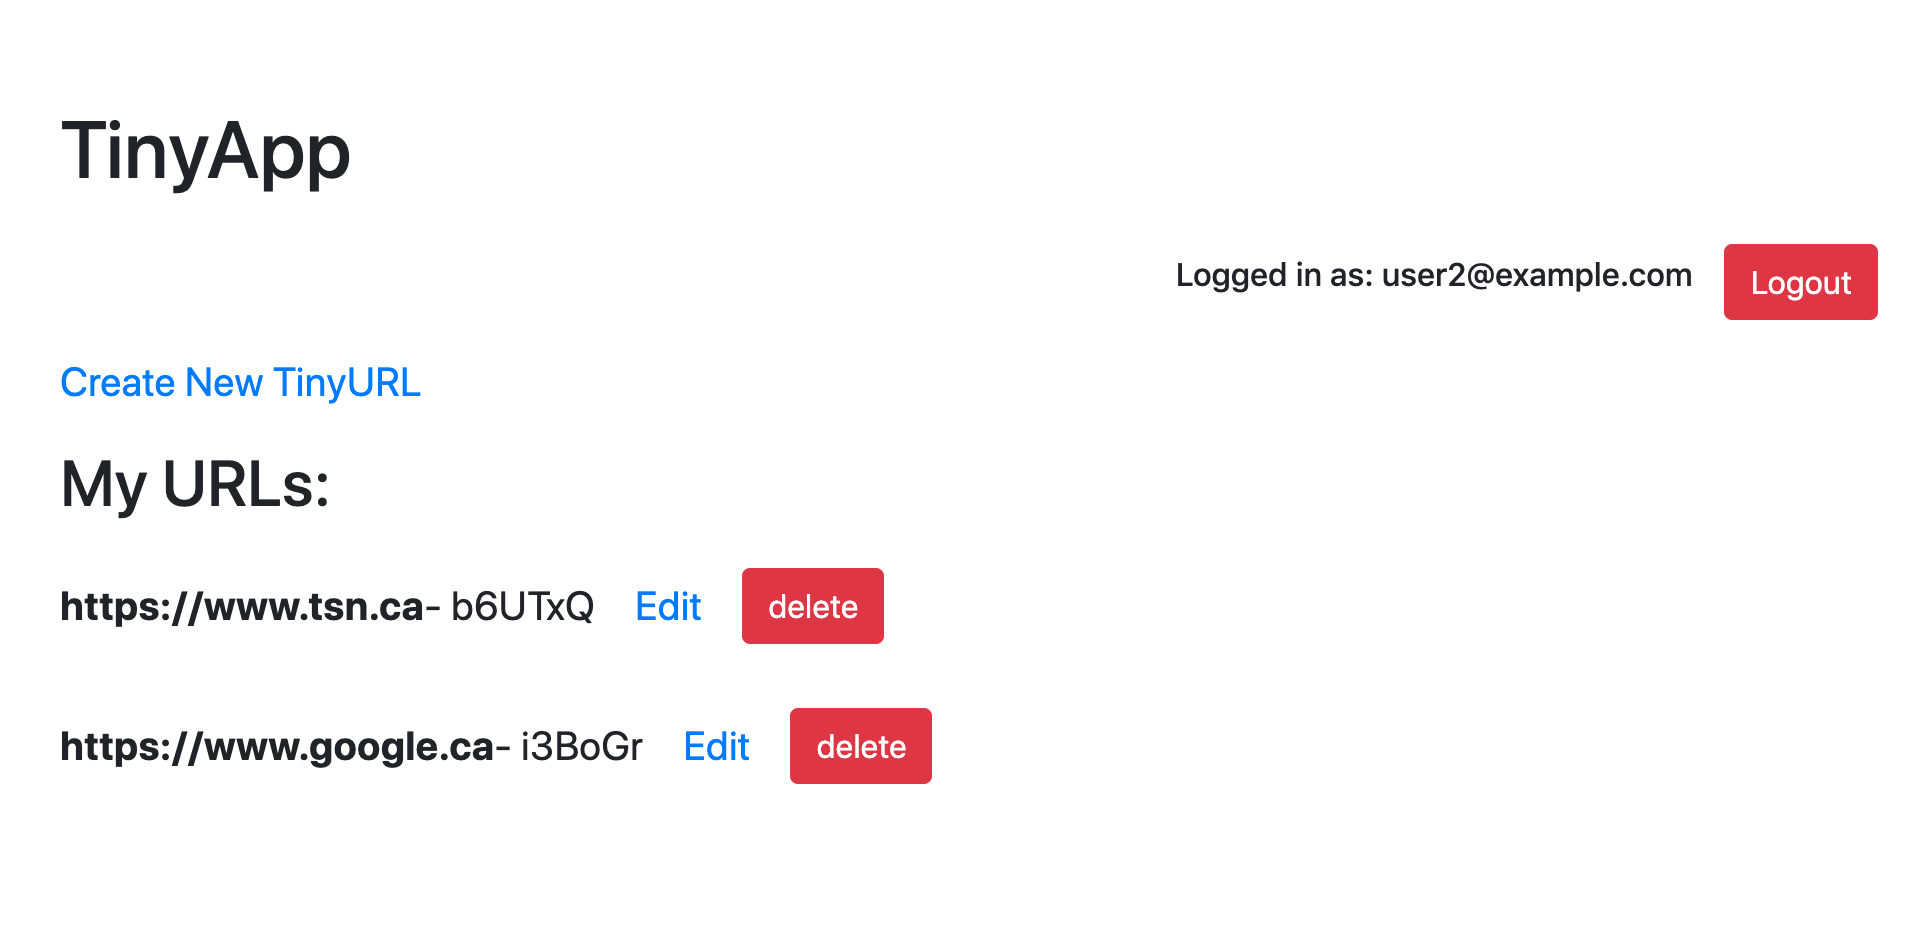 TinyApp
Logged in as: user2@example.com Logout
Create New TinyURL
My URLs:
https://www.tsn.ca- b6UTxQ Edit delete
https://www.google.ca- i3BoGr Edit delete